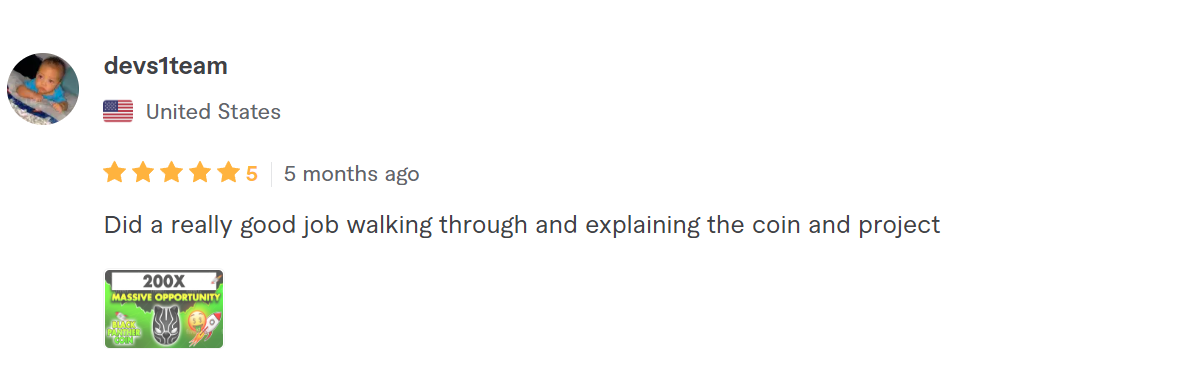 devs1team
United States
5 5 months ago
Did a really good job walking through and explaining the coin and project
200X
MASSIVE OPPORTUNITY
BLACK
PANTHER
COIN